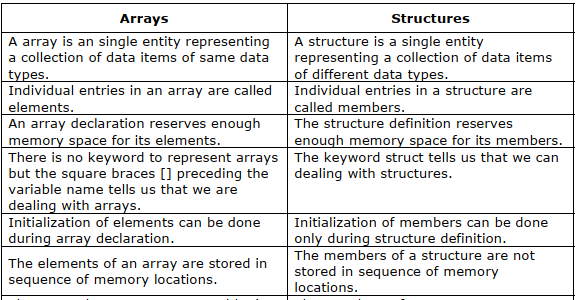 Arrays
Structures
A array is an single entity representing
a collection of data items of same data
types.
A structure is a single entity
representing a collection of data items
of different data types.
Individual entries in an array are called
elements.
Individual entries in a structure are
called members.
An array declaration reserves enough
memory space for its elements.
The structure definition reserves
enough memory space for its members.
There is no keyword to represent arrays
but the square braces [] preceding the
variable name tells us that we are
dealing with arrays.
The keyword struct tells us that we can
dealing with structures.
Initialization of elements can be done
during array declaration.
Initialization of members can be done
only during structure definition.
The elements of an array are stored in
sequence of memory locations.
The members of a structure are not
stored in sequence of memory
locations.